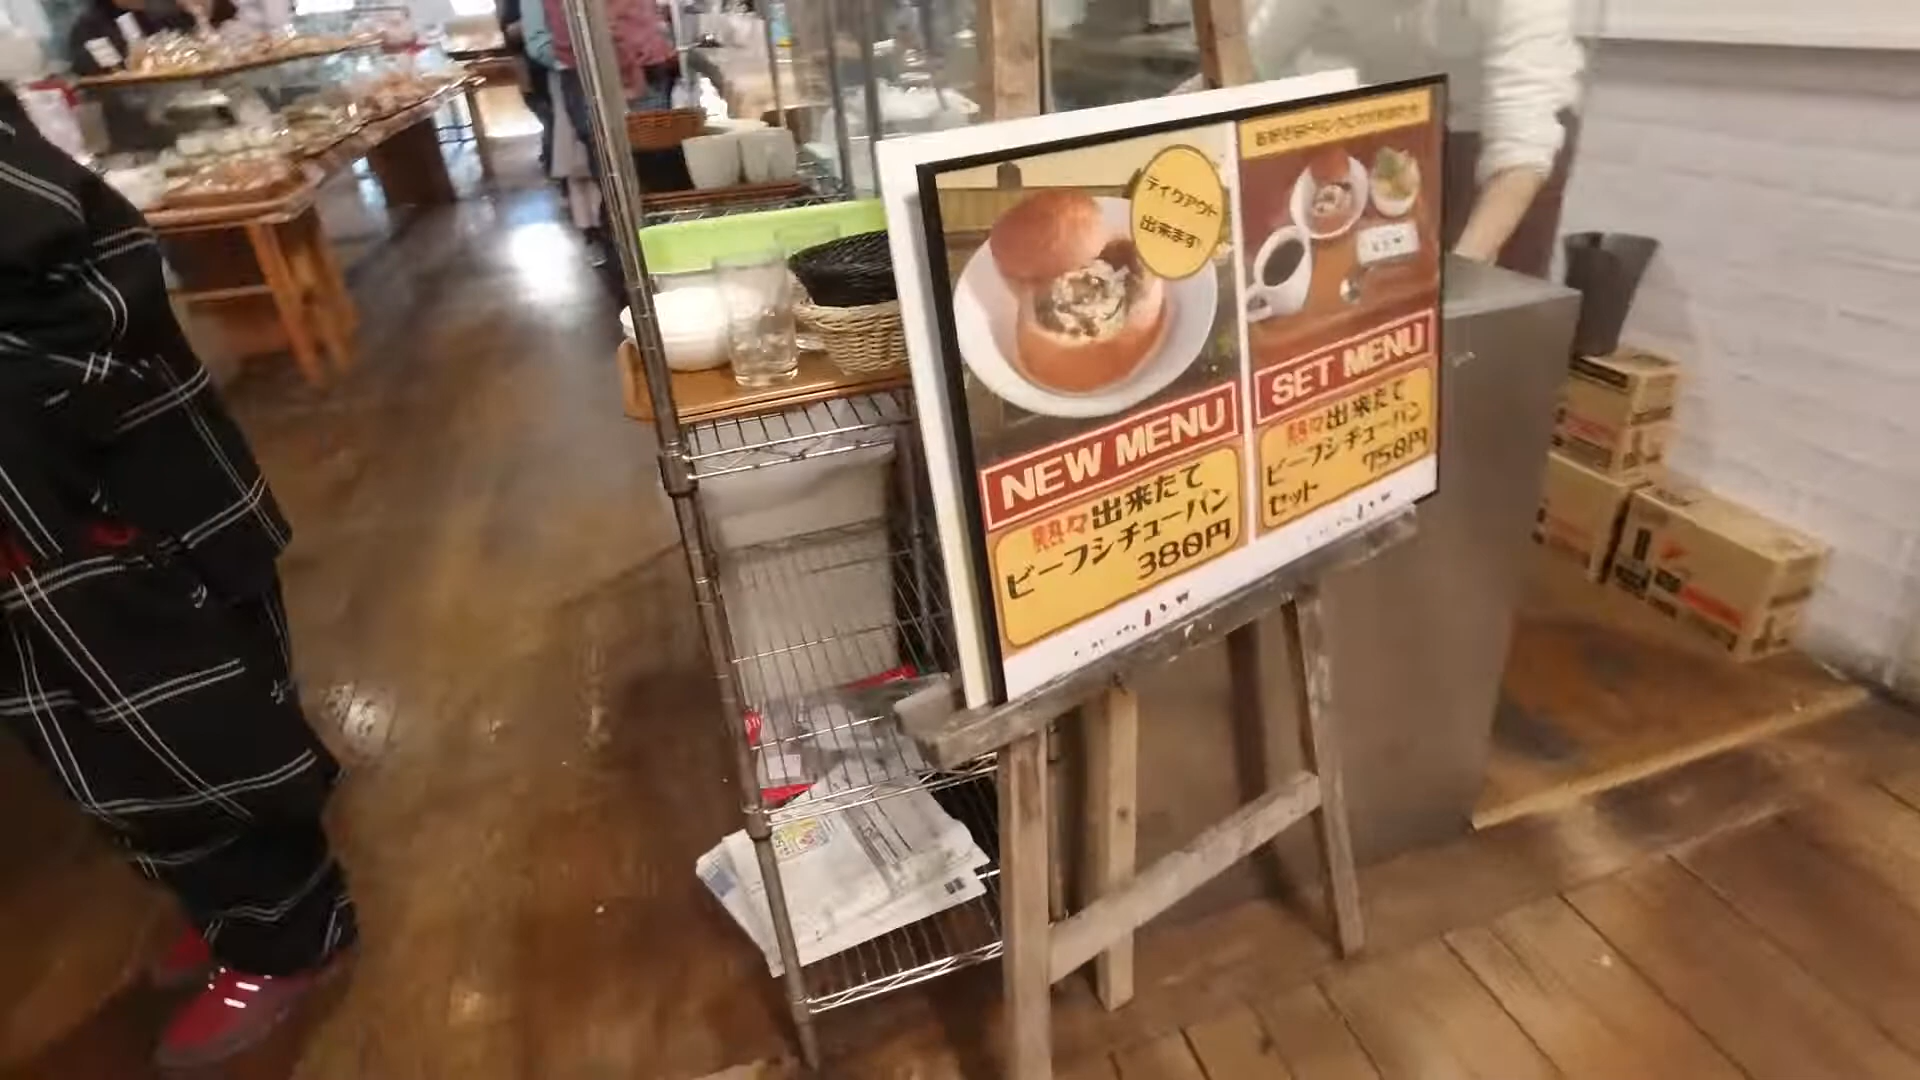 テイクアウト
出来ます
NEW MENU
熱々出来たて
ビーフシチューパン
380円
SET MENU
熱々出来たて
ビーフシチューパン
セット
750円